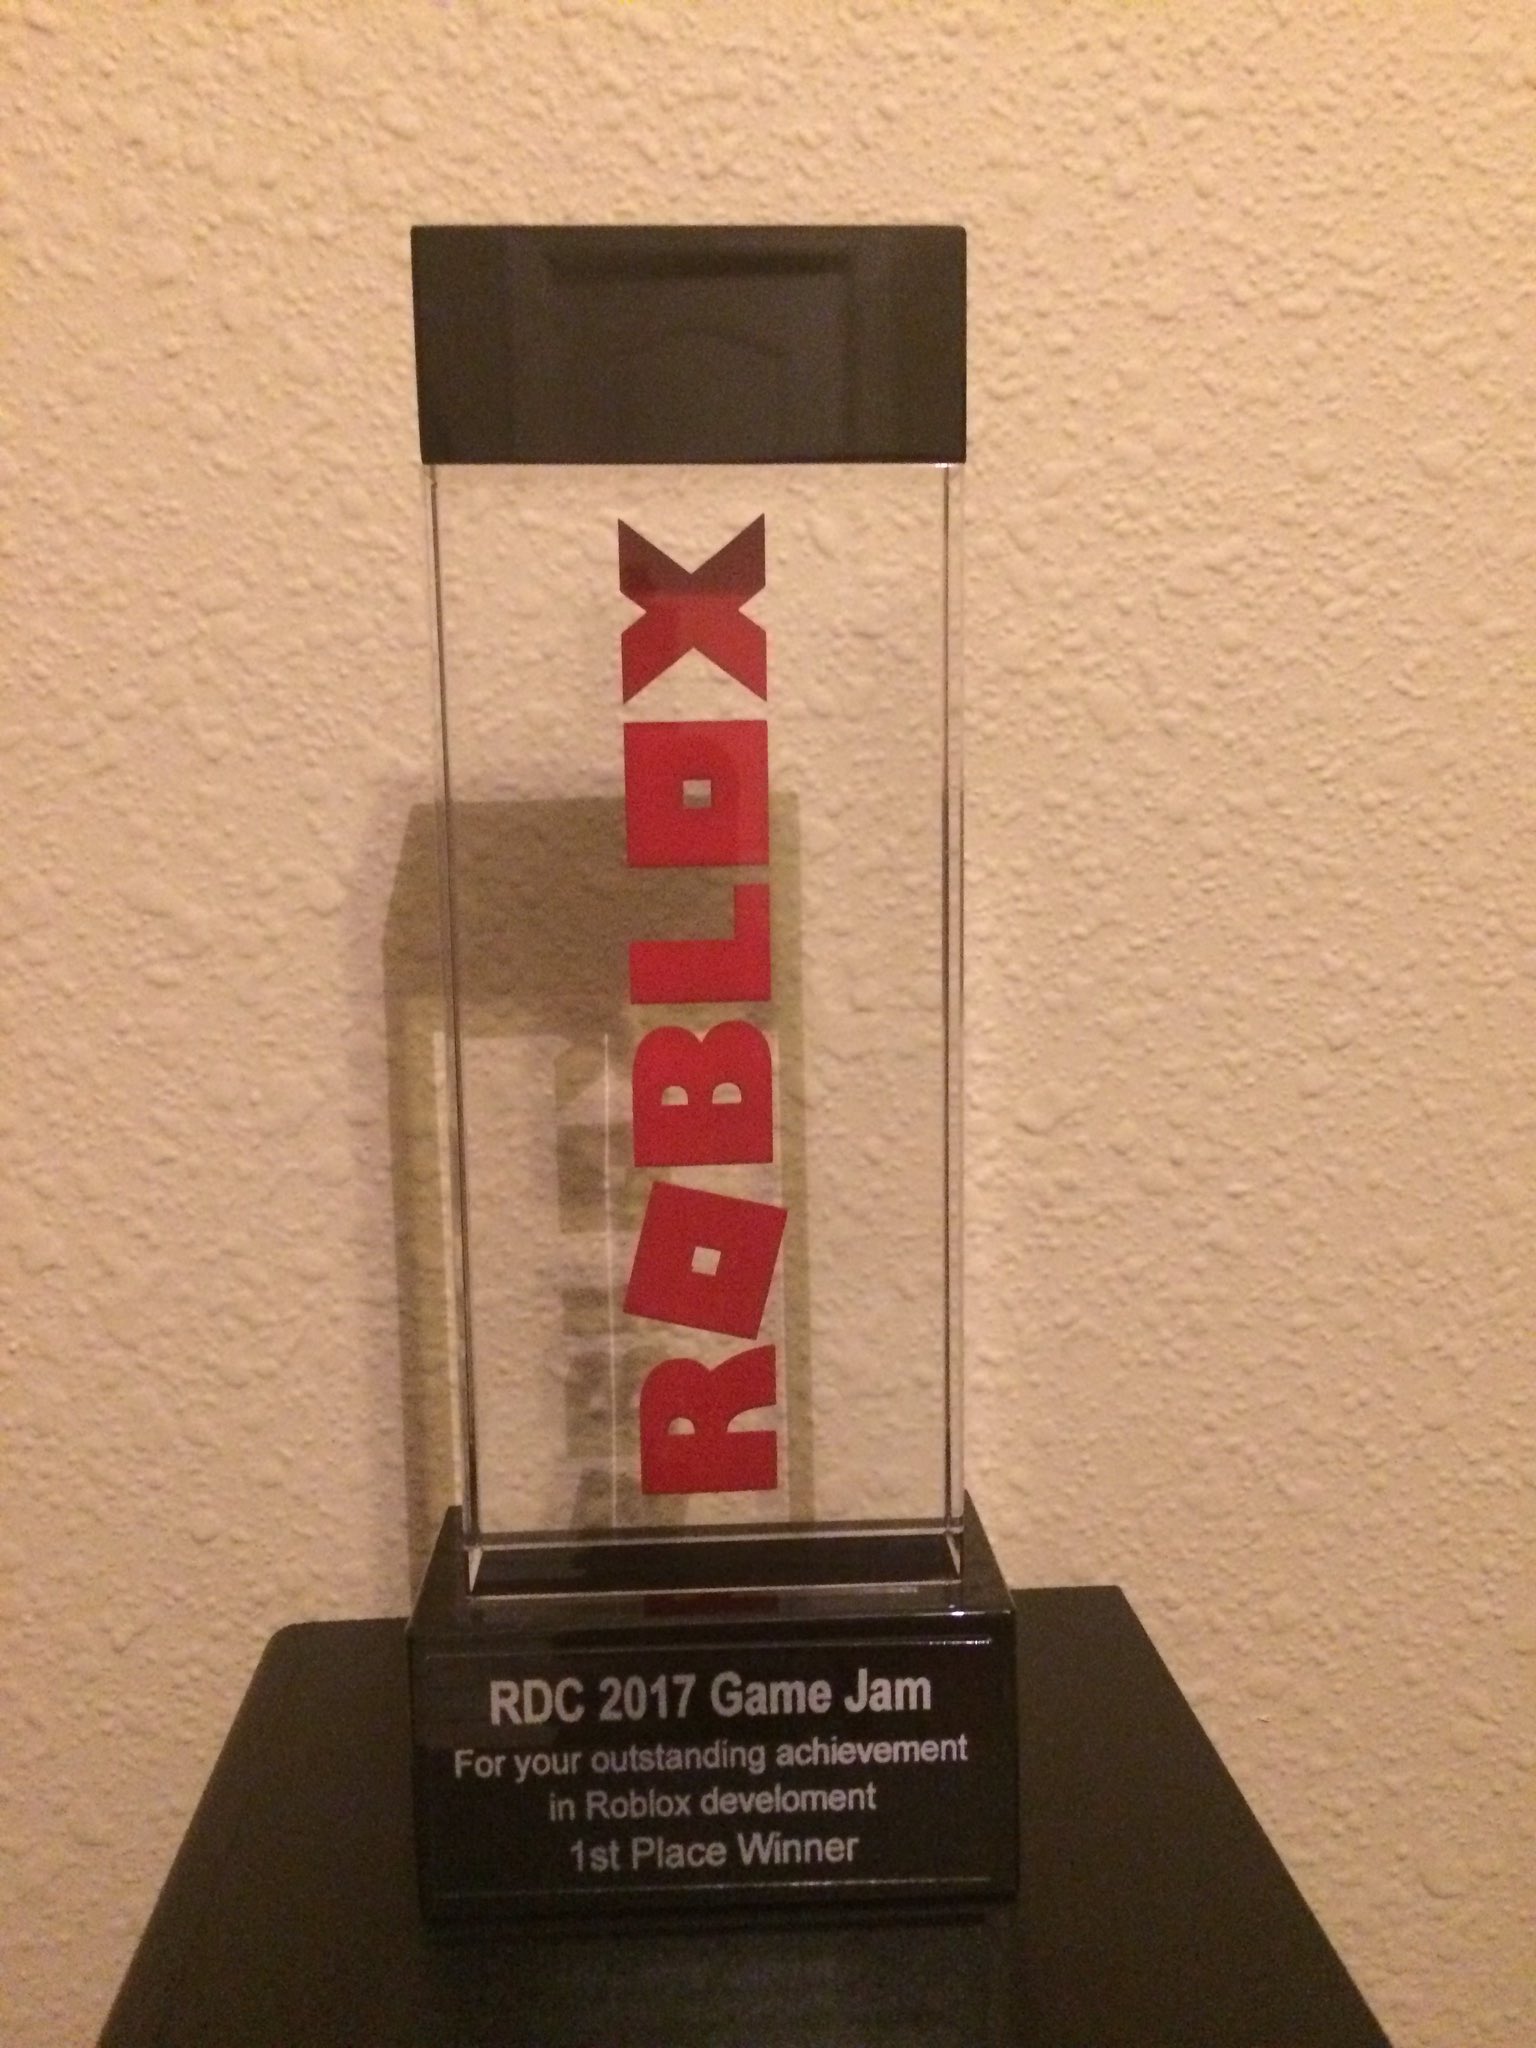 ROBLOX
RDC 2017 Game Jam
For your outstanding achievement
in Roblox develoment
1st Place Winner